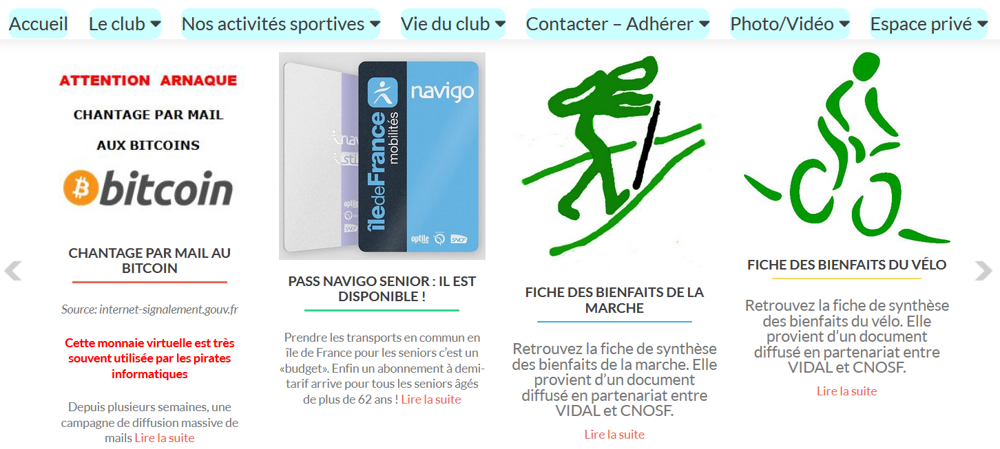 Accueil
Le club
Nos activités sportives
Vie du club
Contacter – Adhérer
Photo/Vidéo
Espace privé
ATTENTION ARNAQUE
CHANTAGE PAR MAIL
AUX BITCOINS
bitcoin
CHANTAGE PAR MAIL AU
BITCOIN
Source: internet-signalement.gouv.fr
Cette monnaie virtuelle est très
souvent utilisée par les pirates
informatiques
Depuis plusieurs semaines, une
campagne de diffusion massive de
mails Lire la suite
navigo
île de France
mobilités
optile
SNCF
optile
SNCF
PASS NAVIGO SENIOR : IL EST
DISPONIBLE !
Prendre les transports en commun en
île de France pour les seniors c’est un
«budget». Enfin un abonnement à demi-
tarif arrive pour tous les seniors âgés
de plus de 62 ans ! Lire la suite
FICHE DES BIENFAITS DE LA
MARCHE
Retrouvez la fiche de synthèse
des bienfaits de la marche. Elle
provient d’un document
diffusé en partenariat entre
VIDAL et CNOSF.
Lire la suite
FICHE DES BIENFAITS DU VÉLO
Retrouvez la fiche de synthèse
des bienfaits du vélo. Elle
provient d’un document
diffusé en partenariat entre
VIDAL et CNOSF.
Lire la suite